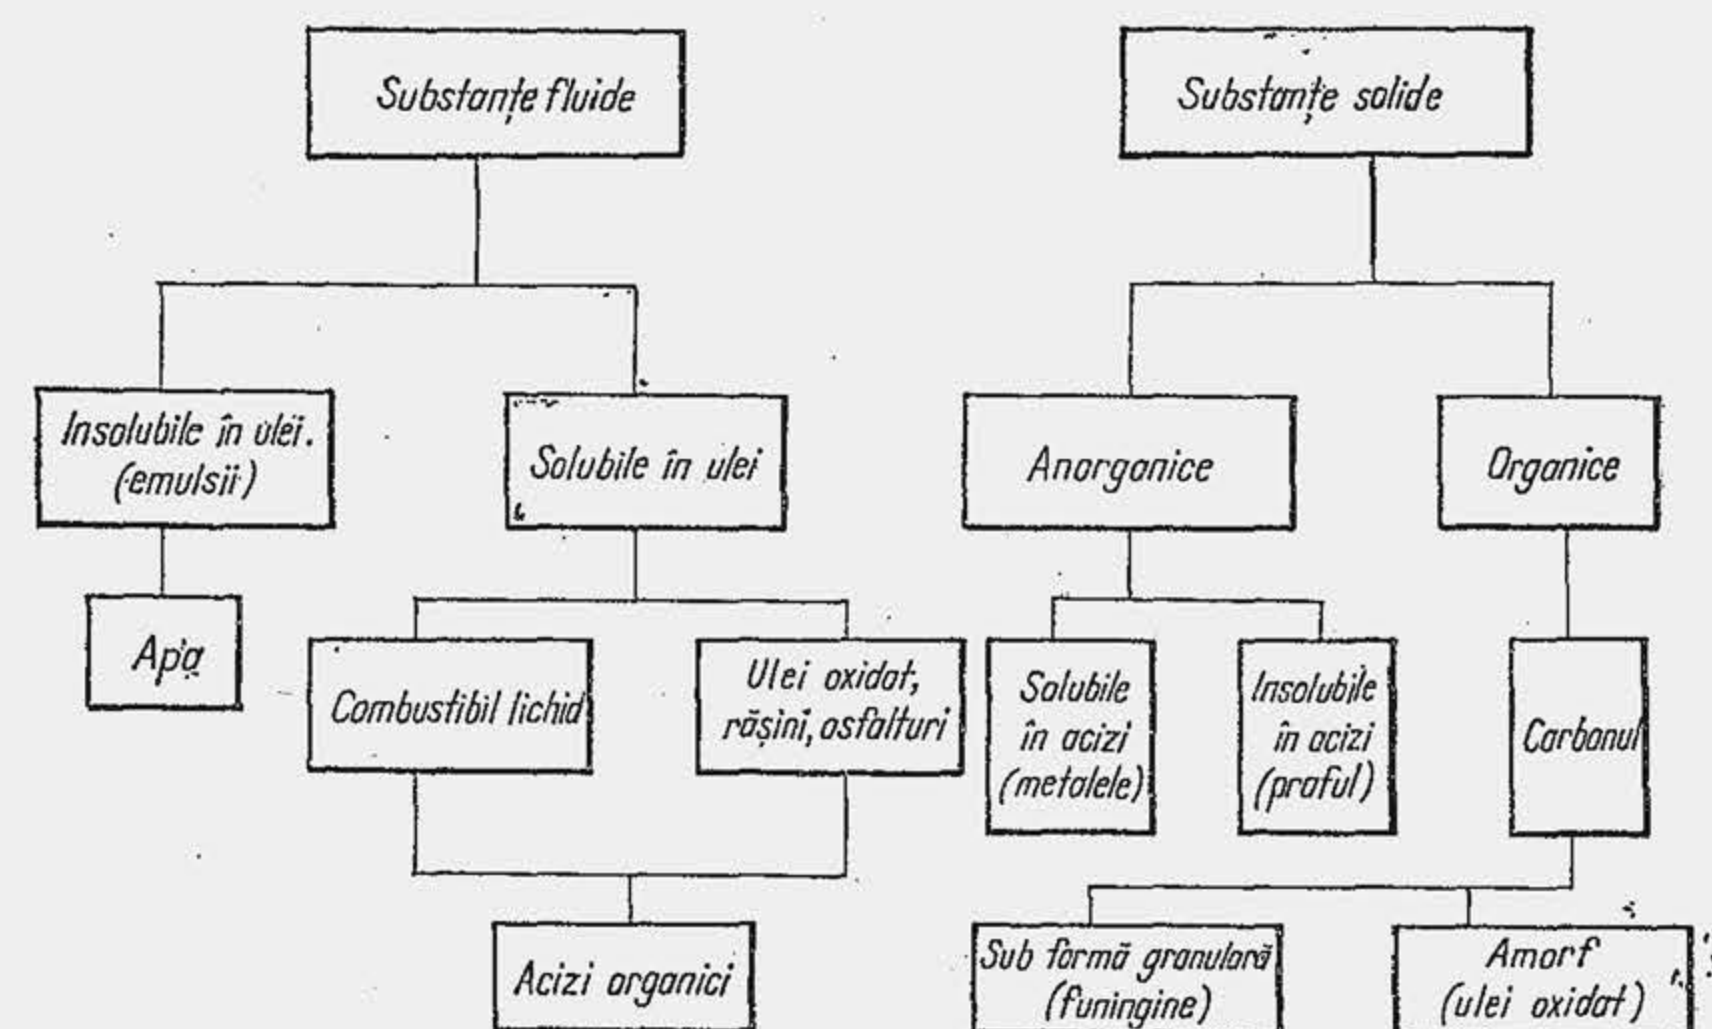 Substanțe fluide
Substanțe solide
Insolubile în ulei.
(emulsii)
Solubile în ulei
Anorganice
Organice
Apa
Combustibil lichid
Ulei oxidat,
rășini, asfalturi
Solubile
în acizi
(metalele)
Insolubile
în acizi
(praful)
Carbonul
Acizi organici
Sub formă granulară
(funingine)
Amorf
(ulei oxidat)